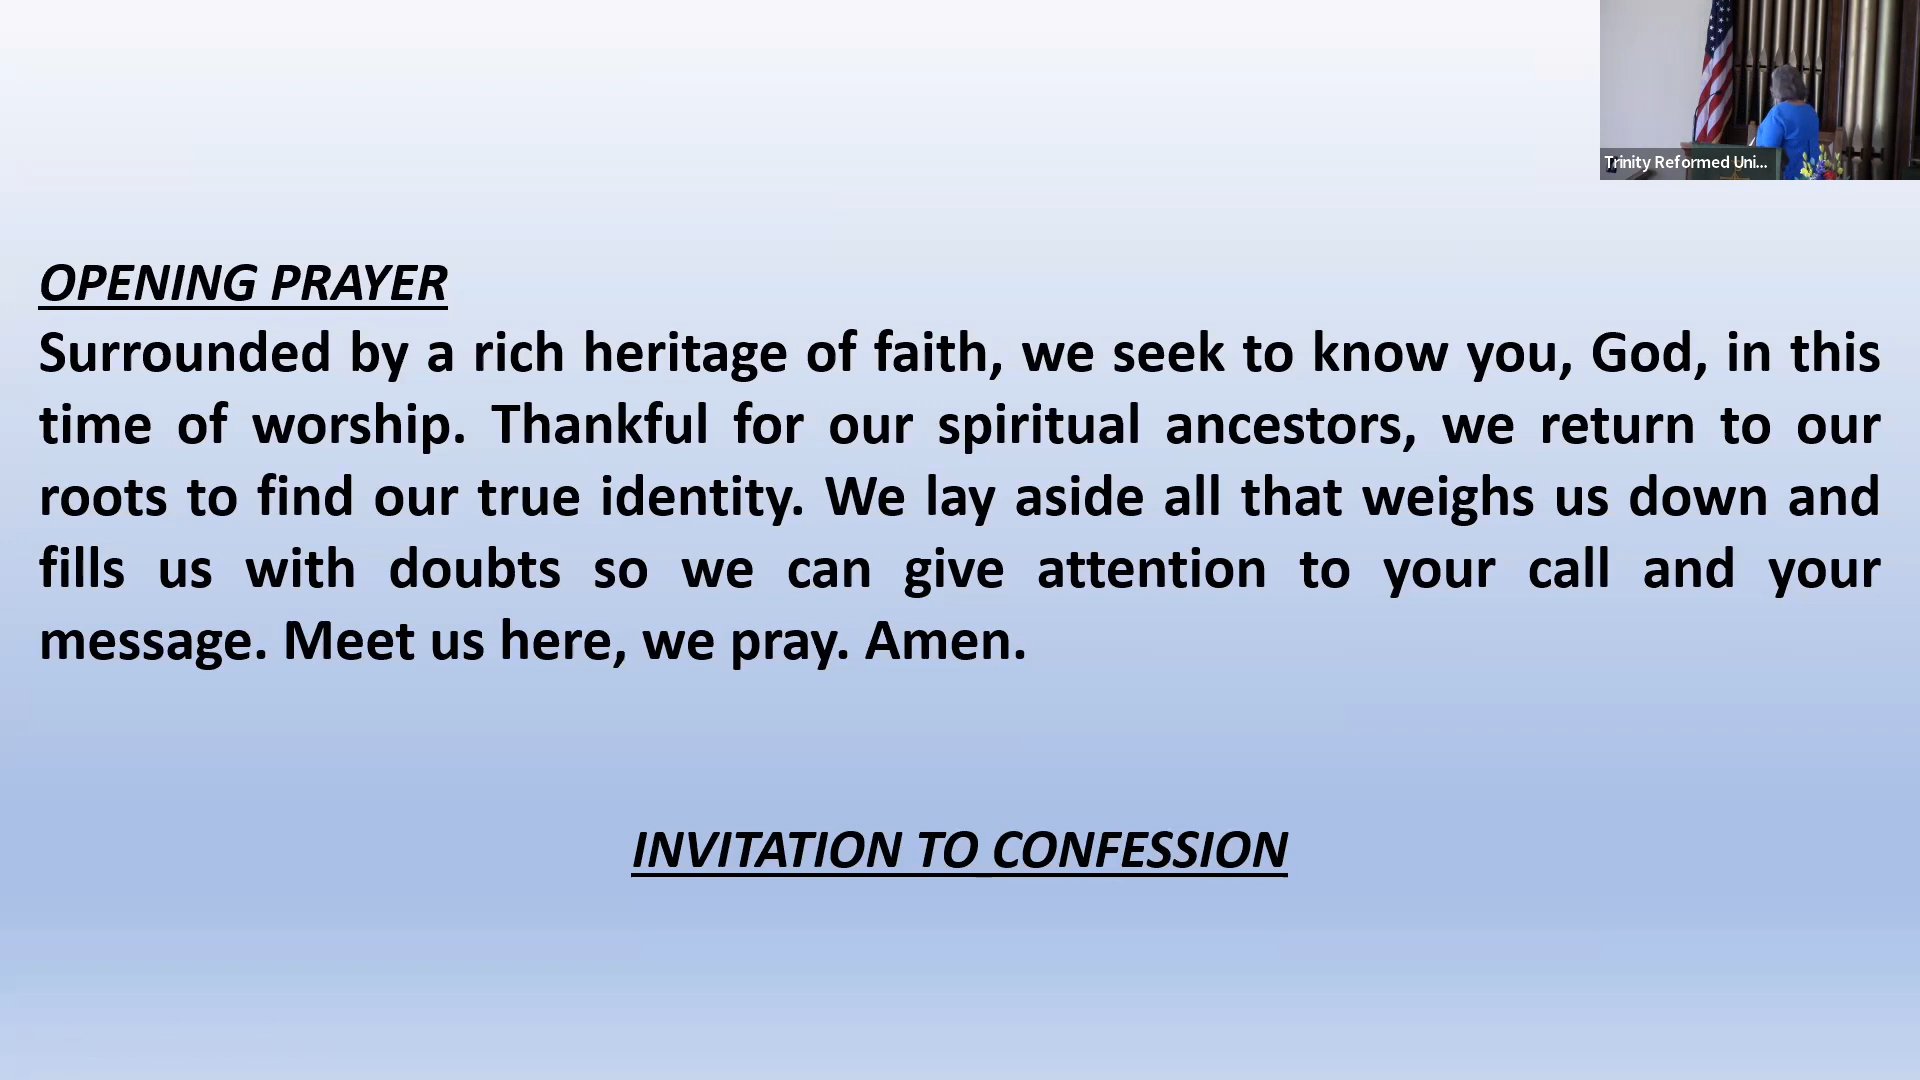 Trinity Reformed Uni...
OPENING PRAYER
Surrounded by a rich heritage of faith, we seek to know you, God, in this
time of worship. Thankful for our spiritual ancestors, we return to our
roots to find our true identity. We lay aside all that weighs us down and
fills us with doubts so we can give attention to your call and your
message. Meet us here, we pray. Amen.
INVITATION TO CONFESSION